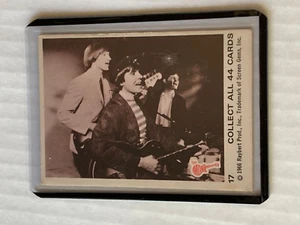 17 COLLECT ALL 44 CARDS
© 1966 Raybert Prod., Inc., Trademark of Screen Gems, Inc.